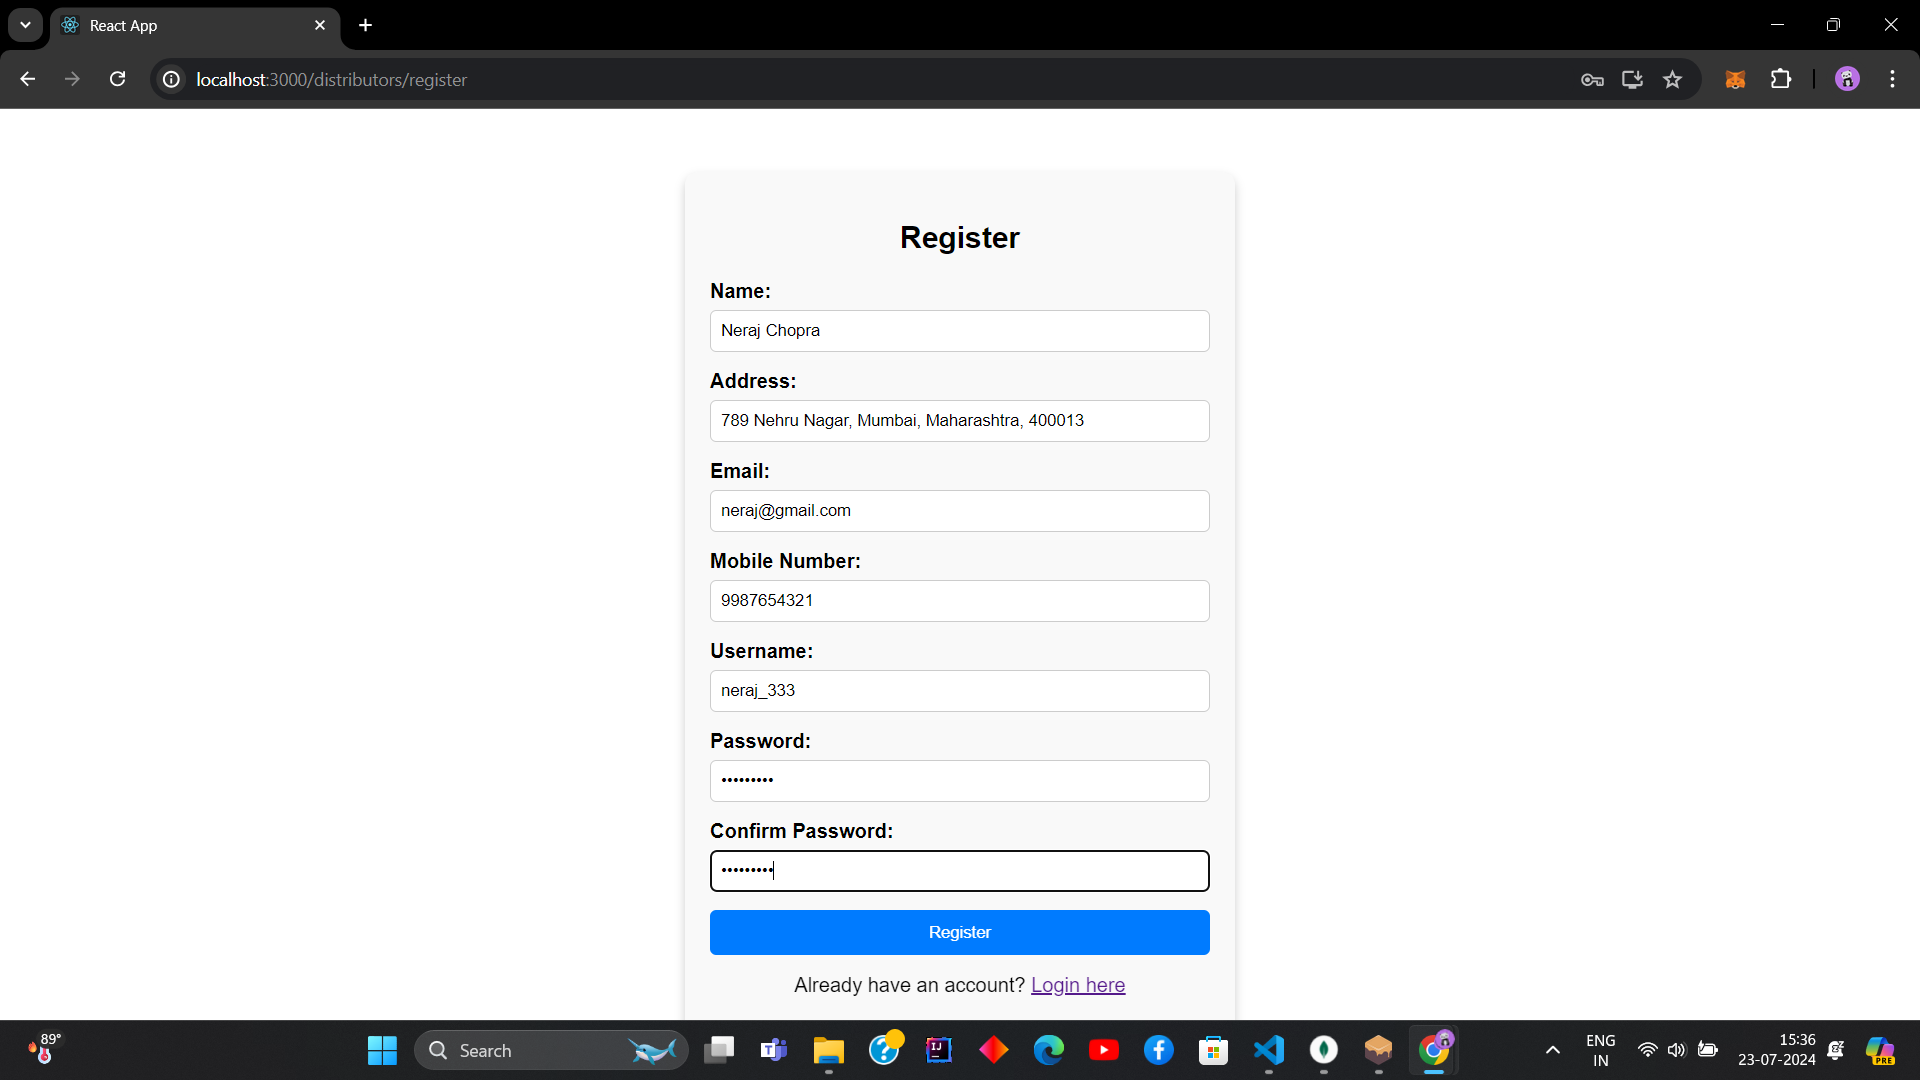 React App
localhost:3000/distributors/register
Register
Name:
Neraj Chopra
Address:
789 Nehru Nagar, Mumbai, Maharashtra, 400013
Email:
neraj@gmail.com
Mobile Number:
9987654321
Username:
neraj_333
Password:
•••••••••
Confirm Password:
•••••••••
Register
Already have an account? Login here
89°
Search
ENG
IN
15:36
23-07-2024
PRE